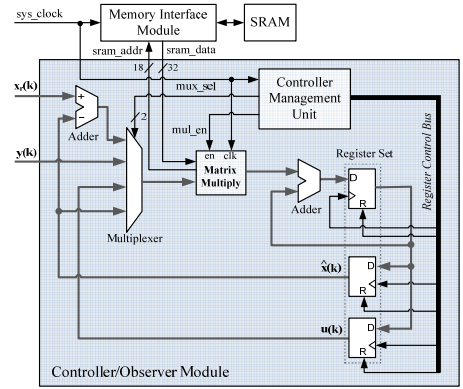 sys_clock
Memory Interface
Module
SRAM
sram_addr
sram_data
18
32
mux_sel
xr(k)
+
−
Adder
2
Controller
Management
Unit
mul_en
y(k)
en
clk
Matrix
Multiply
Multiplexer
Adder
Register Set
Register Control Bus
D
R
x̂(k)
D
R
u(k)
D
R
Controller/Observer Module